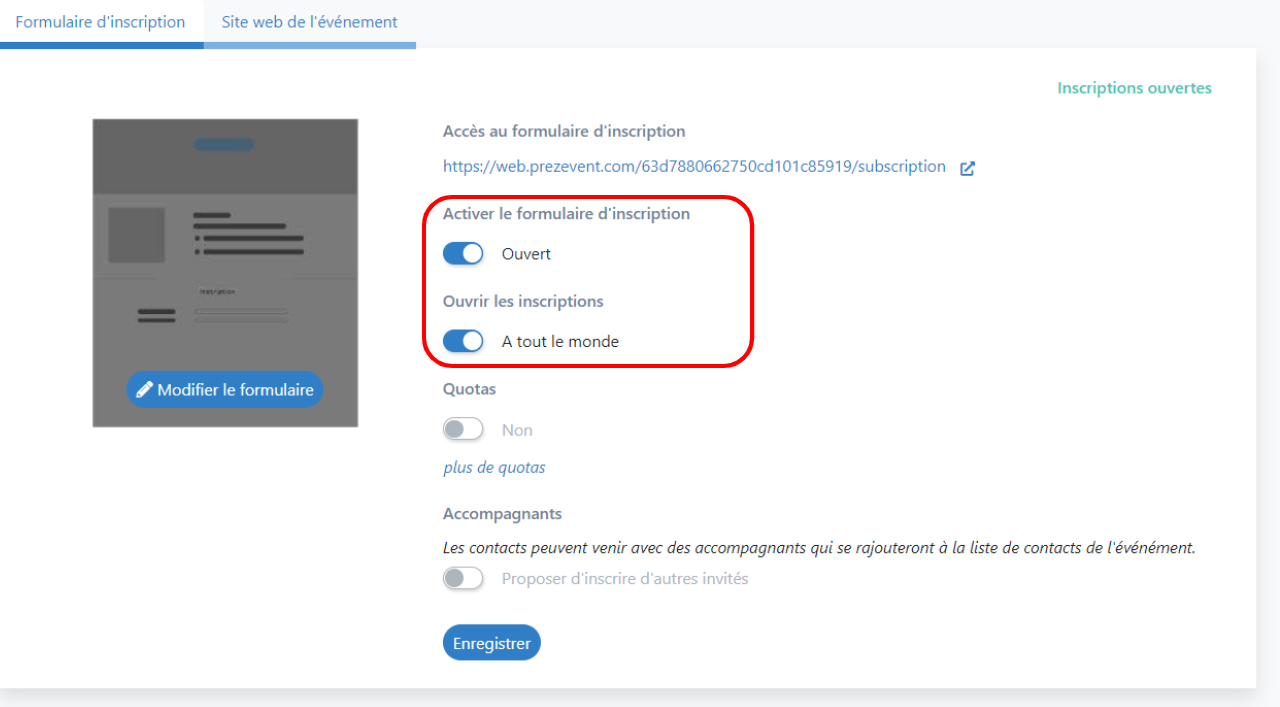 Formulaire d'inscription
Site web de l'événement
Inscriptions ouvertes
Accès au formulaire d'inscription
https://web.prezevent.com/63d7880662750cd101c85919/subscription
Activer le formulaire d'inscription
Ouvert
Ouvrir les inscriptions
A tout le monde
Inscription
Modifier le formulaire
Quotas
Non
plus de quotas
Accompagnants
Les contacts peuvent venir avec des accompagnants qui se rajouteront à la liste de contacts de l'événément.
Proposer d'inscrire d'autres invités
Enregistrer